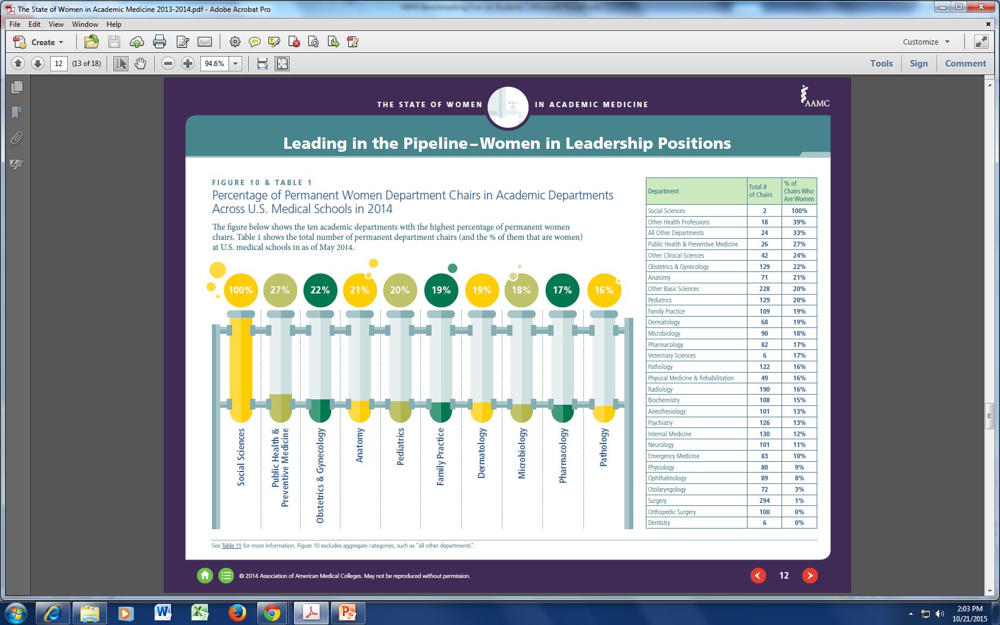 The State of Women in Academic Medicine 2013-2014.pdf - Adobe Acrobat Pro
File Edit View Window Help
Create Customize
12 (13 of 18) 94.6% Tools Sign Comment
THE STATE OF WOMEN IN ACADEMIC MEDICINE
AAMC
Leading in the Pipeline–Women in Leadership Positions
FIGURE 10 & TABLE 1
Percentage of Permanent Women Department Chairs in Academic Departments
Across U.S. Medical Schools in 2014
The figure below shows the ten academic departments with the highest percentage of permanent women
chairs. Table 1 shows the total number of permanent department chairs (and the % of them that are women)
at U.S. medical schools in as of May 2014.
100% 27% 22% 21% 20% 19% 19% 18% 17% 16%
Social Sciences
Public Health &
Preventive Medicine
Obstetrics & Gynecology
Anatomy
Pediatrics
Family Practice
Dermatology
Microbiology
Pharmacology
Pathology
Department
Total #
of Chairs
% of
Chairs Who
Are Women
Social Sciences 2 100%
Other Health Professions 18 39%
All Other Departments 24 33%
Public Health & Preventive Medicine 26 27%
Other Clinical Sciences 42 24%
Obstetrics & Gynecology 129 22%
Anatomy 71 21%
Other Basic Sciences 228 20%
Pediatrics 129 20%
Family Practice 109 19%
Dermatology 68 19%
Microbiology 90 18%
Pharmacology 82 17%
Veterinary Sciences 6 17%
Pathology 122 16%
Physical Medicine & Rehabilitation 49 16%
Radiology 190 16%
Biochemistry 108 15%
Anesthesiology 101 13%
Psychiatry 126 13%
Internal Medicine 130 12%
Neurology 101 11%
Emergency Medicine 83 10%
Physiology 80 9%
Ophthalmology 89 8%
Otolaryngology 72 3%
Surgery 294 1%
Orthopedic Surgery 100 0%
Dentistry 6 0%
See Table 11 for more information. Figure 10 excludes aggregate categories, such as "all other departments".
© 2014 Association of American Medical Colleges. May not be reproduced without permission.
12
2:03 PM
10/21/2015